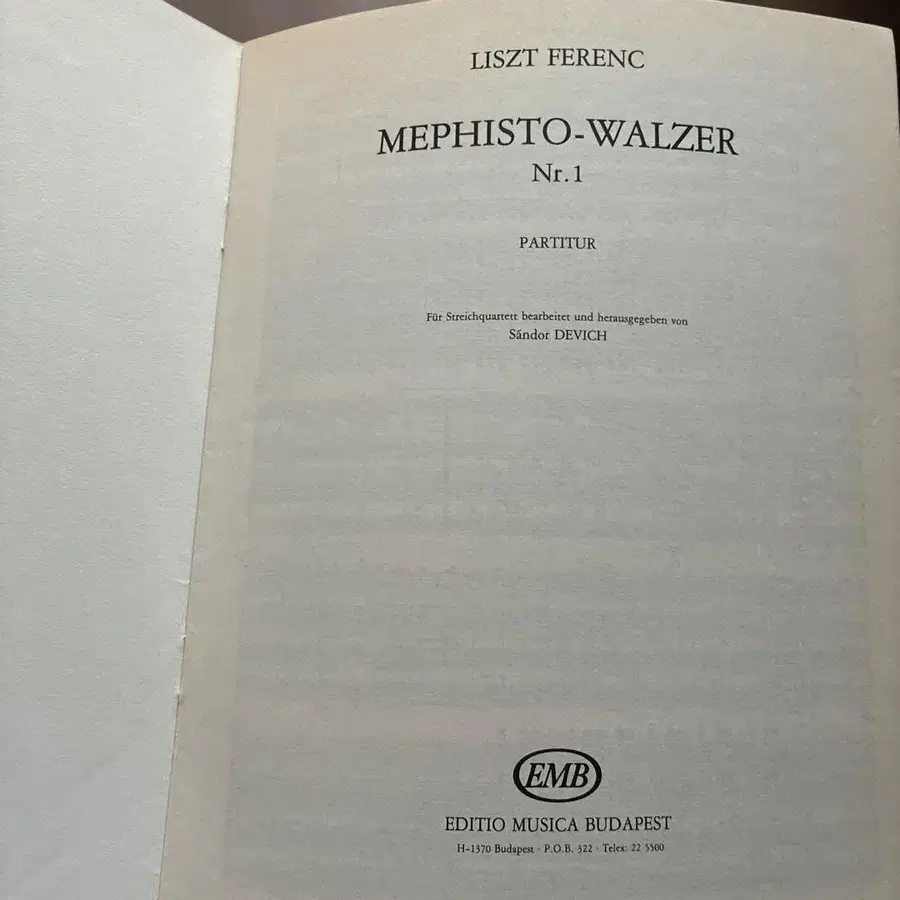 LISZT FERENC
MEPHISTO-WALZER
Nr. 1
PARTITUR
Für Streichquartett bearbeitet und herausgegeben von
Sándor DEVICH
EMB
EDITIO MUSICA BUDAPEST
H-1370 Budapest · P.O.B. 322 · Telex: 22 5500